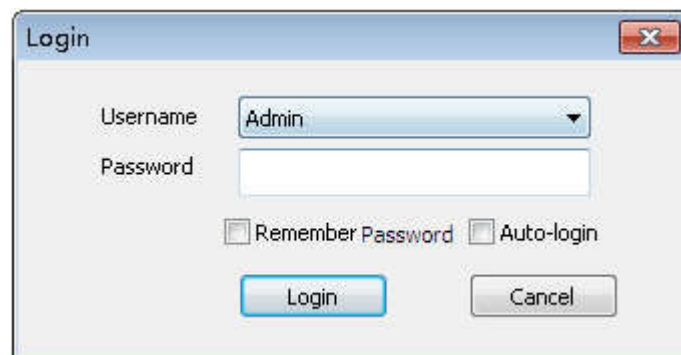 Login
Username Admin
Password
Remember Password Auto-login
Login Cancel